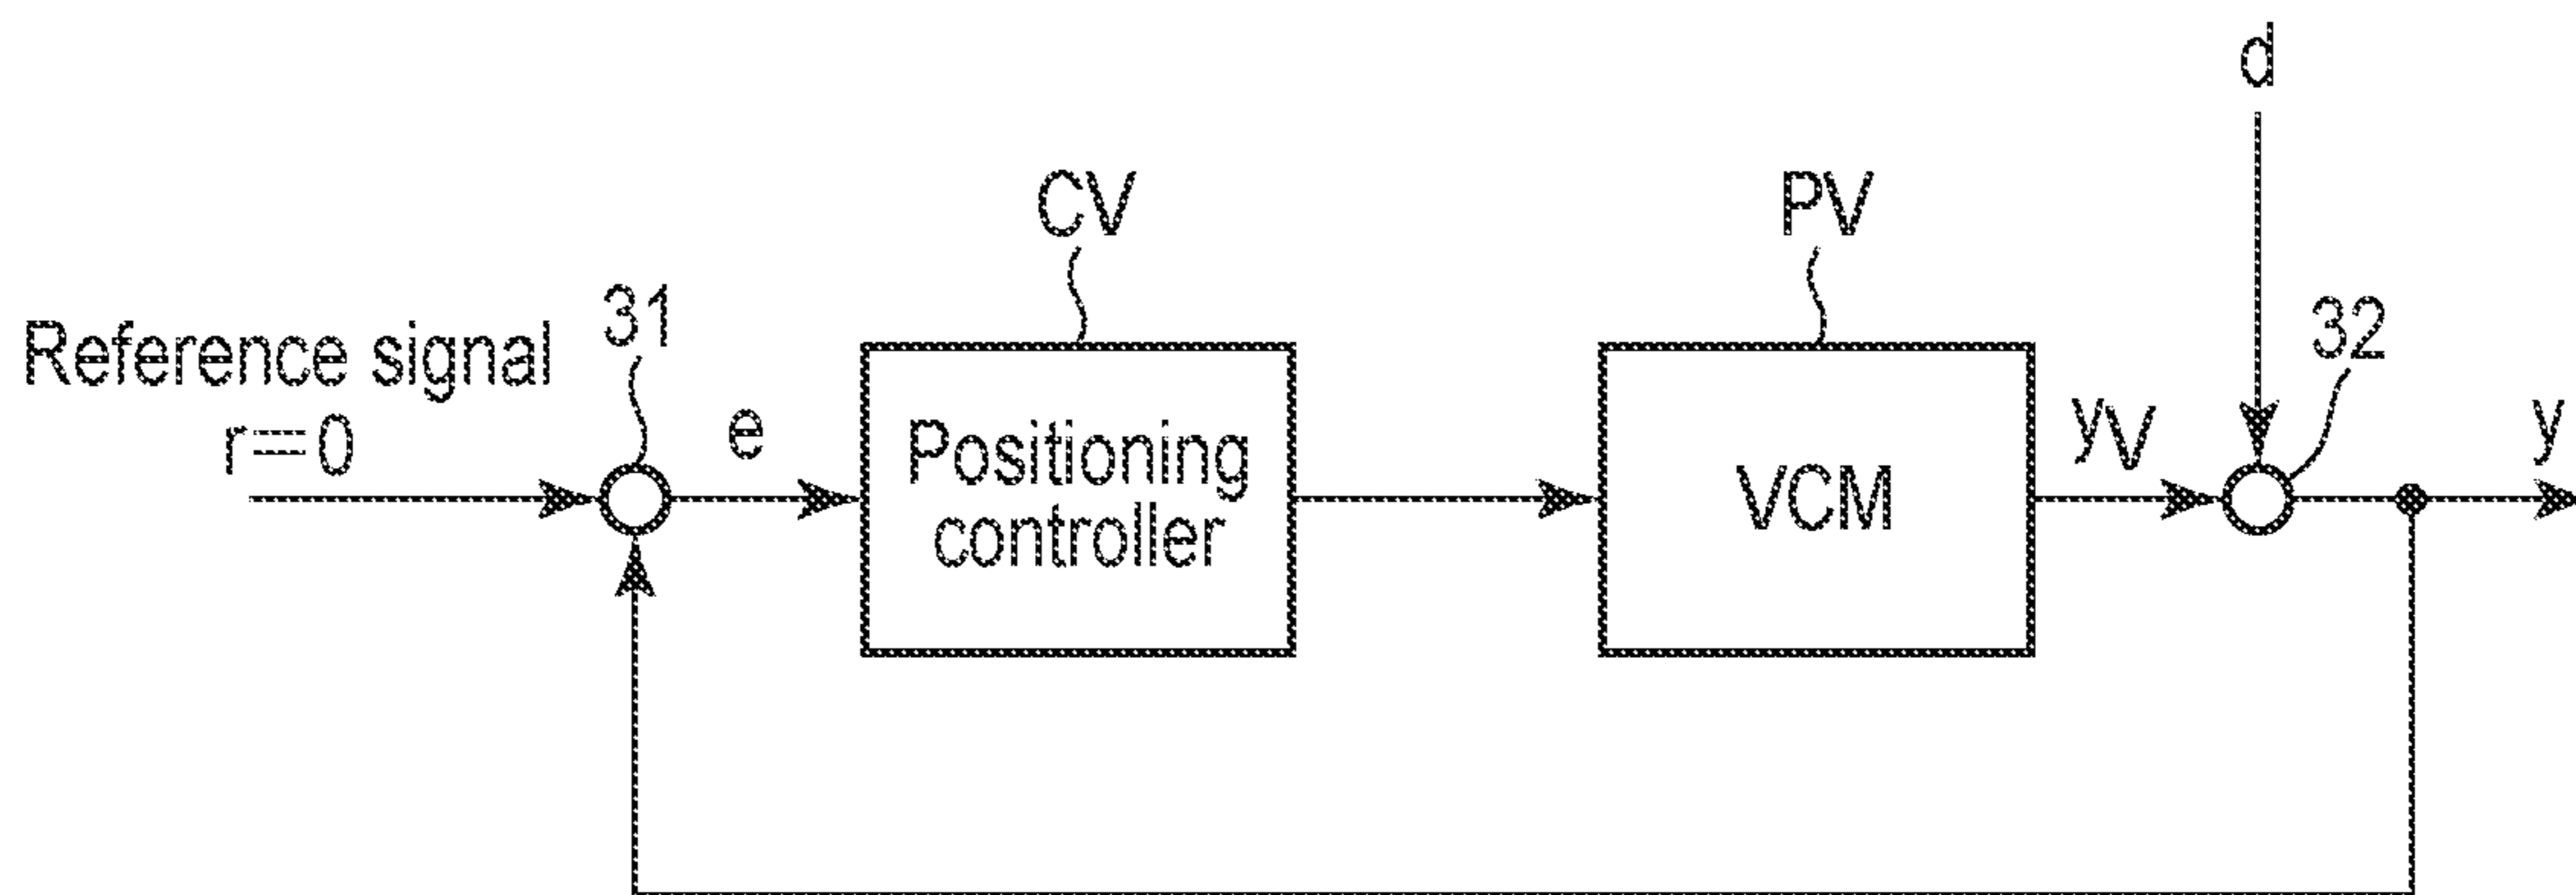 d
CV
PV
31
32
Reference signal
r=0
e
Positioning
controller
VCM
yV
y